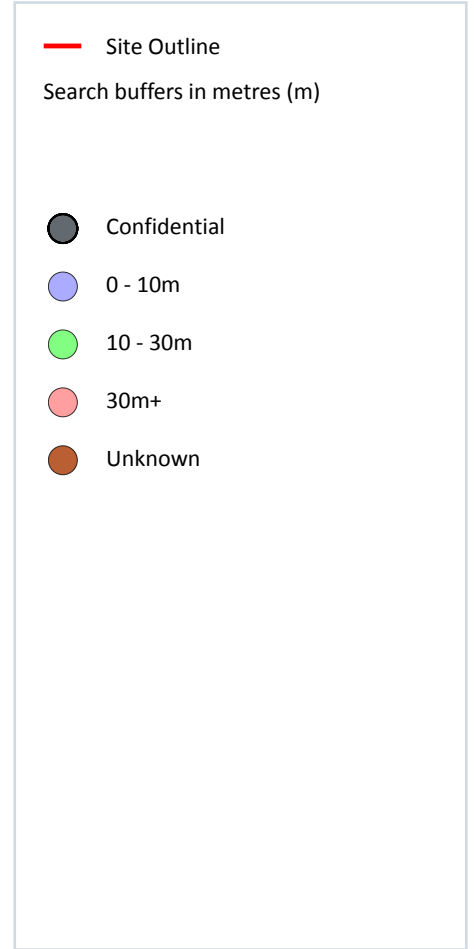 Site Outline
Search buffers in metres (m)
Confidential
0 - 10m
10 - 30m
30m+
Unknown